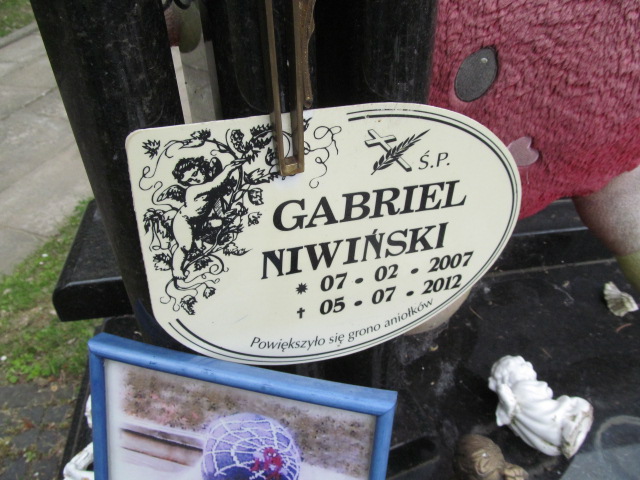 Ś.P.
GABRIEL
NIWIŃSKI
* 07 - 02 - 2007
† 05 - 07 - 2012
Powiększyło się grono aniołków